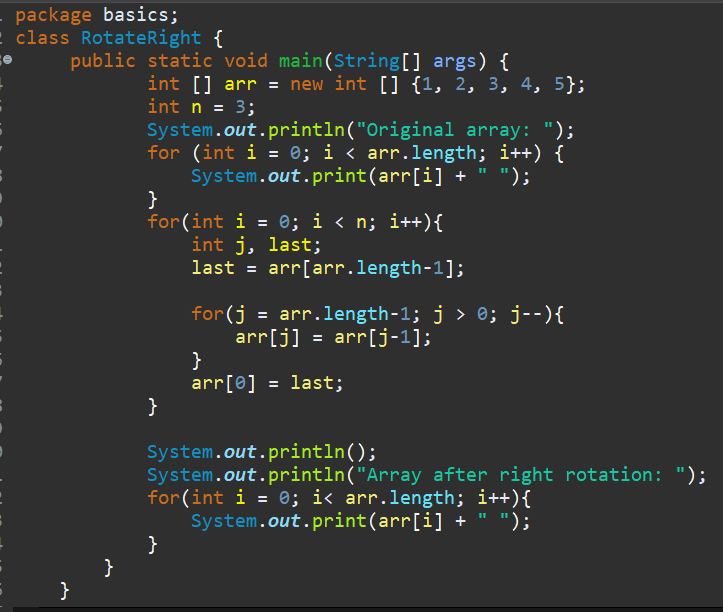 package basics;
class RotateRight {
public static void main(String[] args) {
int [] arr = new int [] {1, 2, 3, 4, 5};
int n = 3;
System.out.println("Original array: ");
for (int i = 0; i < arr.length; i++) {
System.out.print(arr[i] + " ");
}
for(int i = 0; i < n; i++){
int j, last;
last = arr[arr.length-1];
for(j = arr.length-1; j > 0; j--){
arr[j] = arr[j-1];
}
arr[0] = last;
}
System.out.println();
System.out.println("Array after right rotation: ");
for(int i = 0; i< arr.length; i++){
System.out.print(arr[i] + " ");
}
}
}